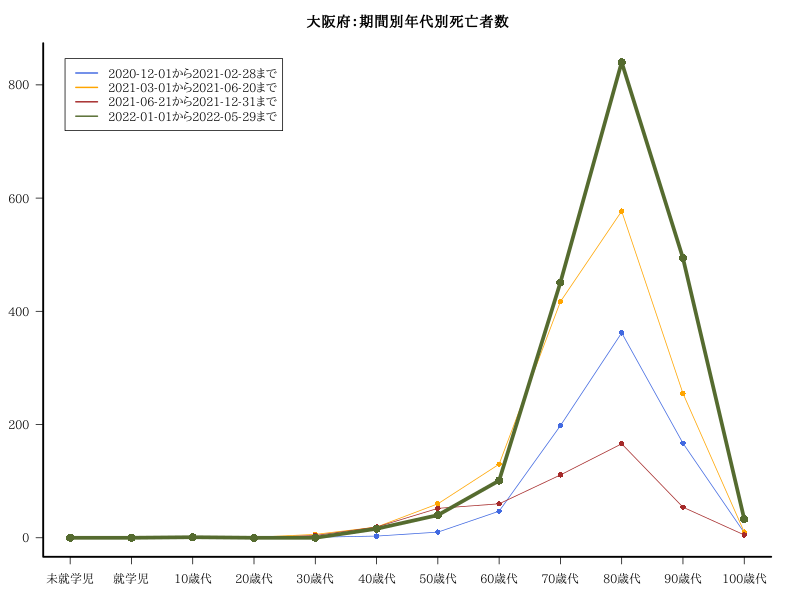 大阪府：期間別年代別死亡者数
2020-12-01から2021-02-28まで
2021-03-01から2021-06-20まで
2021-06-21から2021-12-31まで
2022-01-01から2022-05-29まで
800
600
400
200
0
未就学児 就学児 10歳代 20歳代 30歳代 40歳代 50歳代 60歳代 70歳代 80歳代 90歳代 100歳代